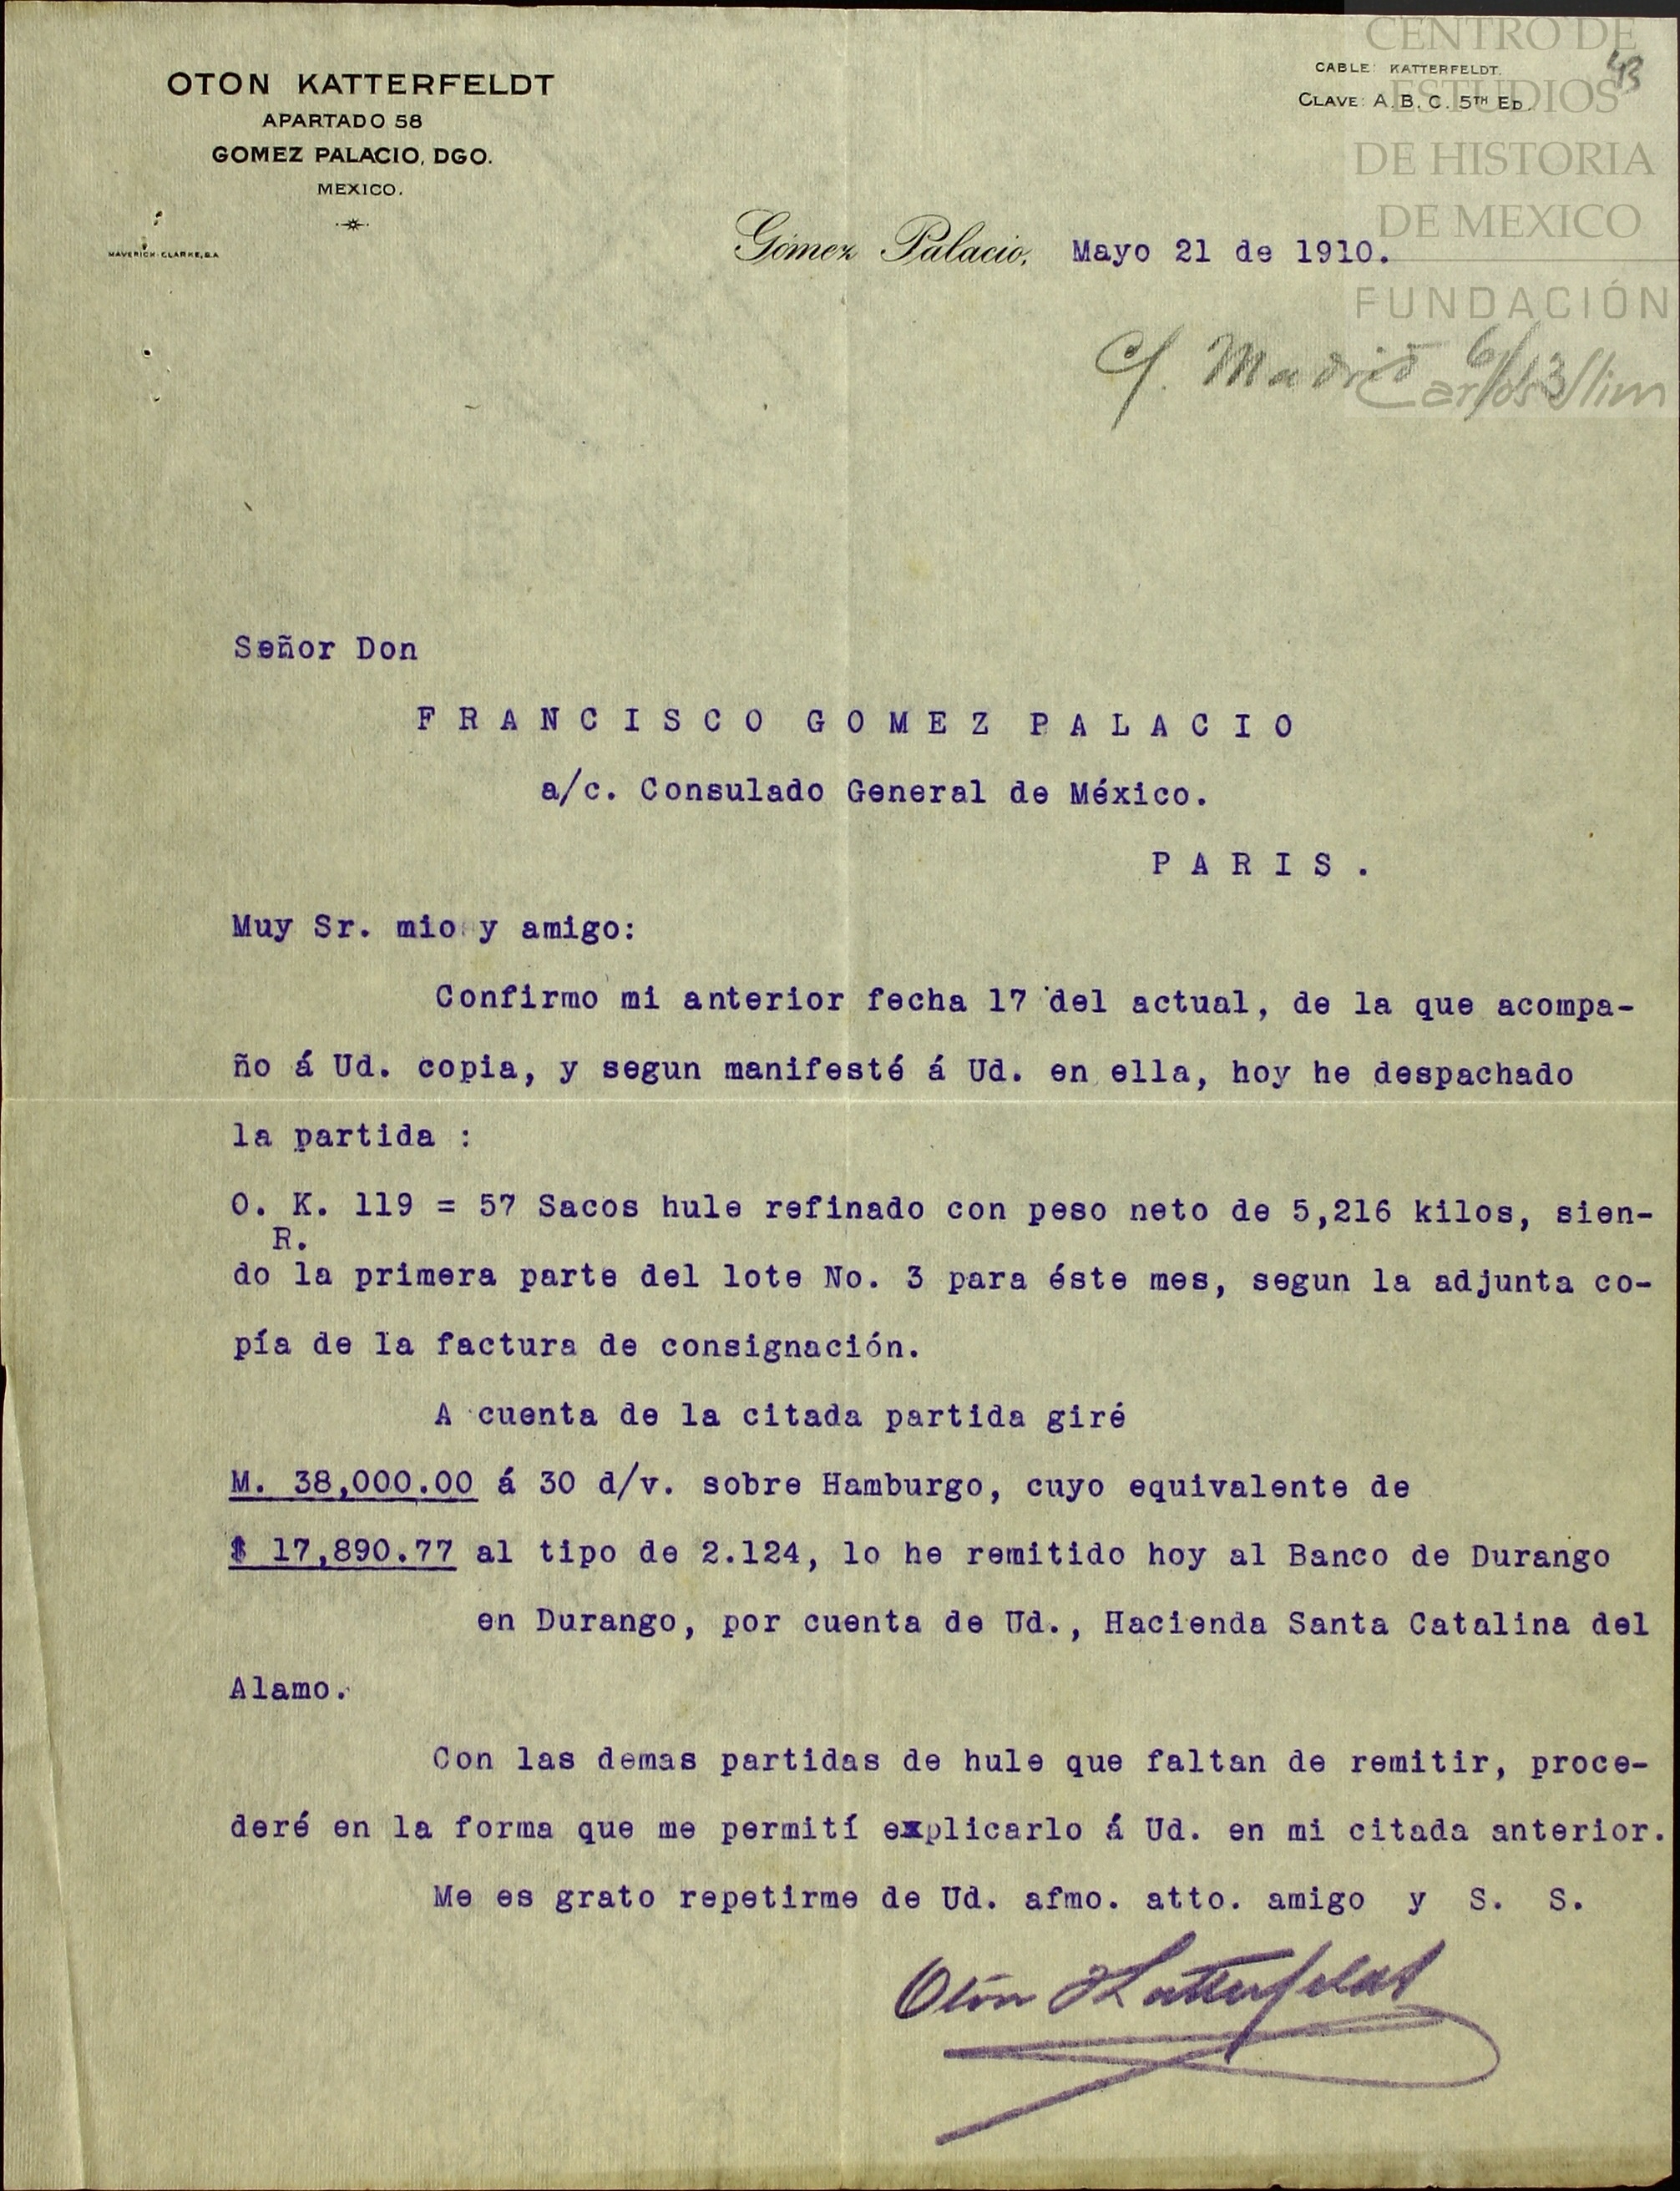 OTON KATTERFELDT
APARTADO 58
GOMEZ PALACIO, DGO.
MEXICO.
MAVERICK-CLARKE, S.A
CABLE: KATTERFELDT.
CLAVE: A. B. C. 5TH ED.
43
CENTRO DE
ESTUDIOS
DE HISTORIA
DE MEXICO
FUNDACIÓN
Carlos Slim
Gómez Palacio, Mayo 21 de 1910.
C/. Madrid 6/13
Señor Don
FRANCISCO GOMEZ PALACIO
a/c. Consulado General de México.
PARIS.
Muy Sr. mio y amigo:
Confirmo mi anterior fecha 17 del actual, de la que acompa-
ño á Ud. copia, y segun manifesté á Ud. en ella, hoy he despachado
la partida :
O. K. 119 = 57 Sacos hule refinado con peso neto de 5,216 kilos, sien-
R.
do la primera parte del lote No. 3 para éste mes, segun la adjunta co-
pía de la factura de consignación.
A cuenta de la citada partida giré
M. 38,000.00 á 30 d/v. sobre Hamburgo, cuyo equivalente de
$ 17,890.77 al tipo de 2.124, lo he remitido hoy al Banco de Durango
en Durango, por cuenta de Ud., Hacienda Santa Catalina del
Alamo.
Con las demas partidas de hule que faltan de remitir, proce-
deré en la forma que me permití explicarlo á Ud. en mi citada anterior.
Me es grato repetirme de Ud. afmo. atto. amigo y S. S.
Otón Katterfeldt